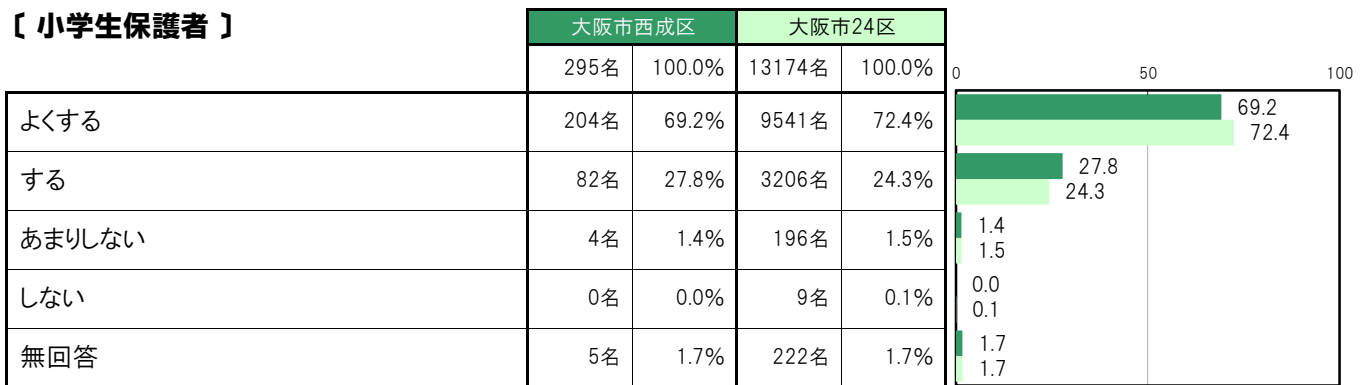 〔 小学生保護者 〕
大阪市西成区 大阪市24区
295名 100.0% 13174名 100.0%
0 50 100
よくする 204名 69.2% 9541名 72.4%
69.2
72.4
する 82名 27.8% 3206名 24.3%
27.8
24.3
あまりしない 4名 1.4% 196名 1.5%
1.4
1.5
しない 0名 0.0% 9名 0.1%
0.0
0.1
無回答 5名 1.7% 222名 1.7%
1.7
1.7